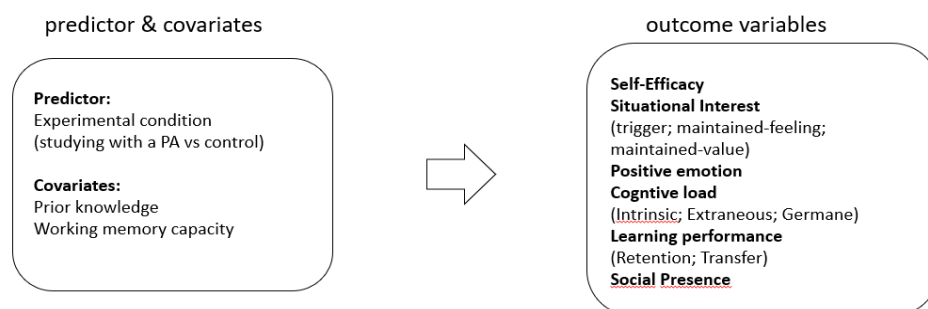 predictor & covariates
Predictor:
Experimental condition
(studying with a PA vs control)
Covariates:
Prior knowledge
Working memory capacity
outcome variables
Self-Efficacy
Situational Interest
(trigger; maintained-feeling;
maintained-value)
Positive emotion
Cogntive load
(Intrinsic; Extraneous; Germane)
Learning performance
(Retention; Transfer)
Social Presence